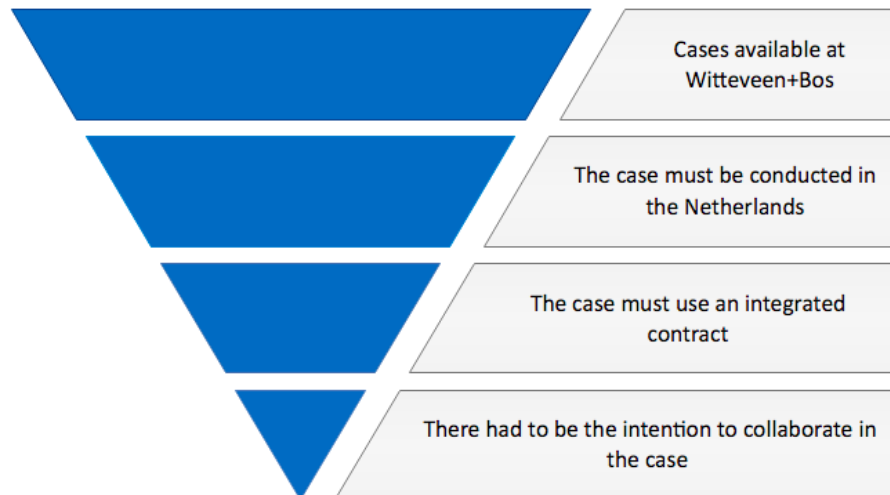 Cases available at
Witteveen+Bos
The case must be conducted in
the Netherlands
The case must use an integrated
contract
There had to be the intention to collaborate in
the case